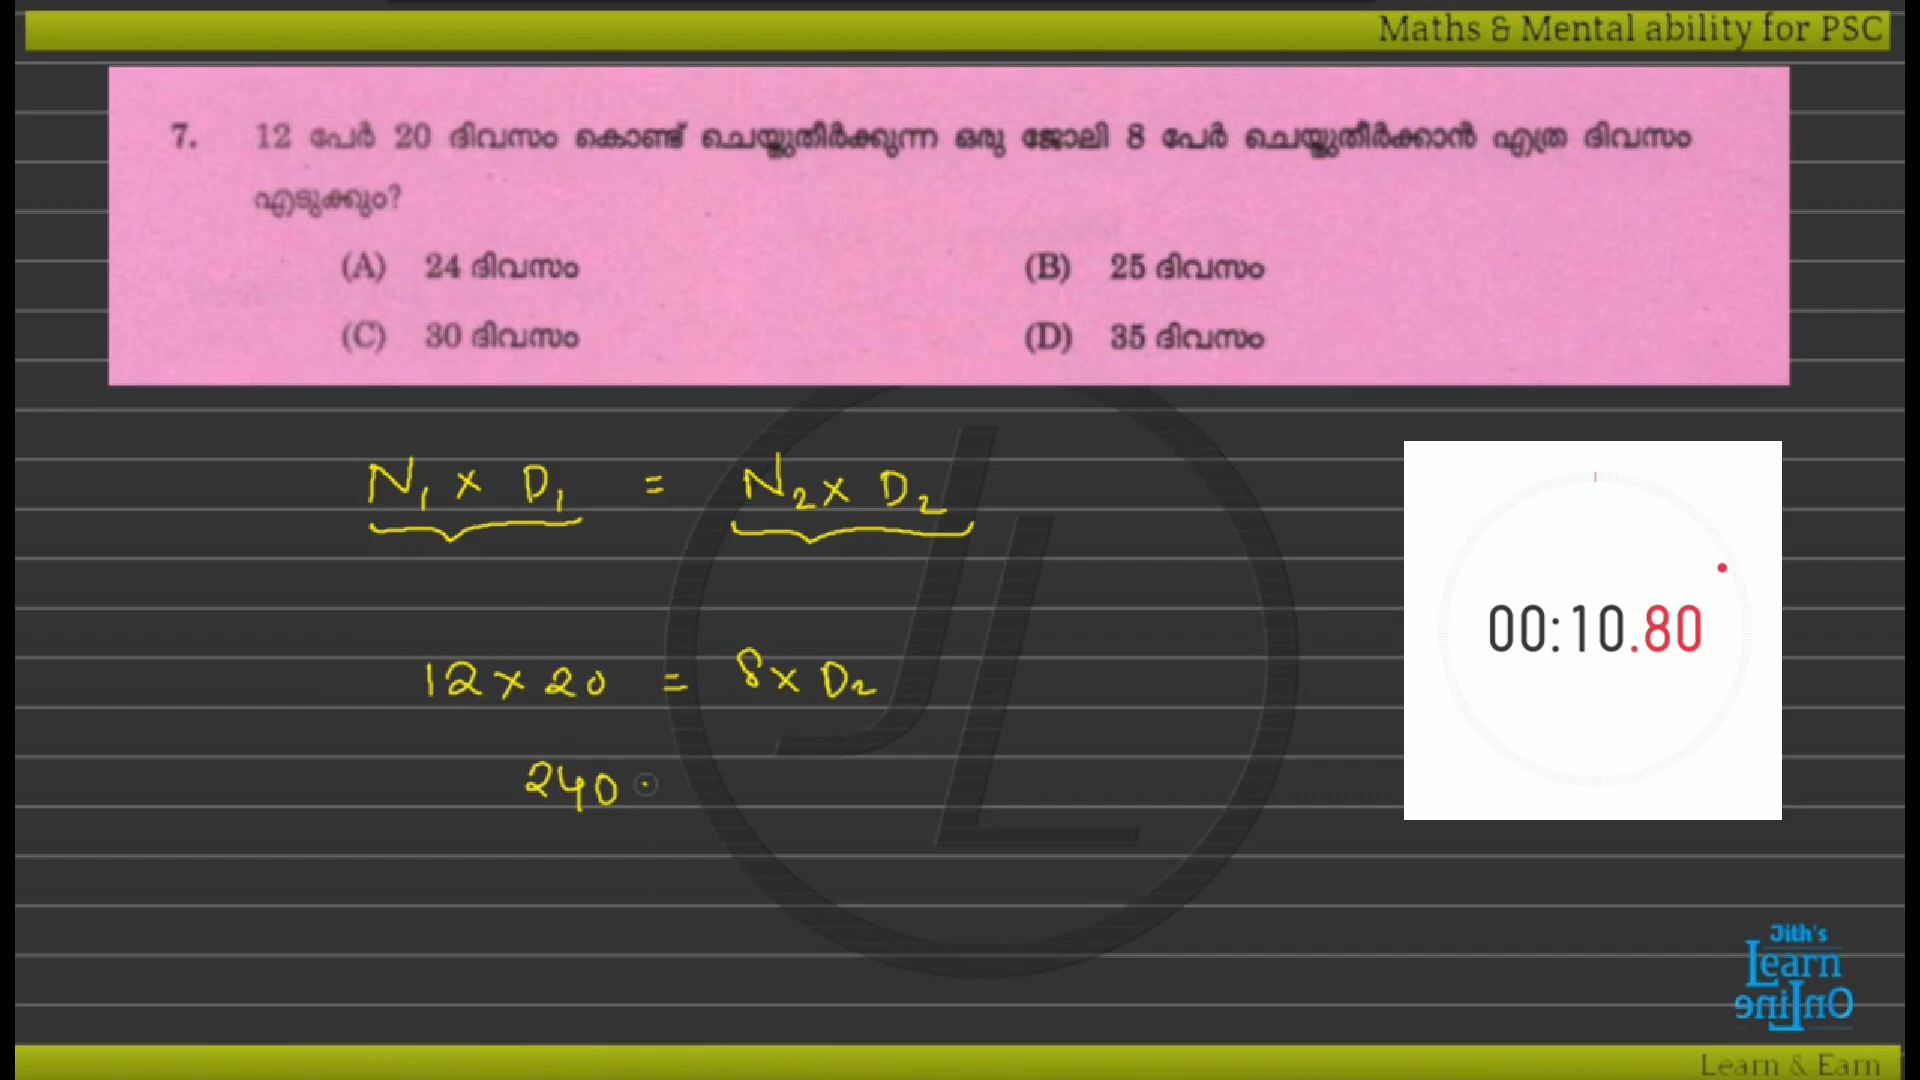 Maths & Mental ability for PSC
7. 12 പേർ 20 ദിവസം കൊണ്ട് ചെയ്തുതീർക്കുന്ന ഒരു ജോലി 8 പേർ ചെയ്തുതീർക്കാൻ എത്ര ദിവസം
എടുക്കും?
(A) 24 ദിവസം (B) 25 ദിവസം
(C) 30 ദിവസം (D) 35 ദിവസം
N₁ × D₁ = N₂ × D₂
00:10.80
12 × 20 = 8 × D₂
240
Jith's
Learn
OnLine
Learn & Earn